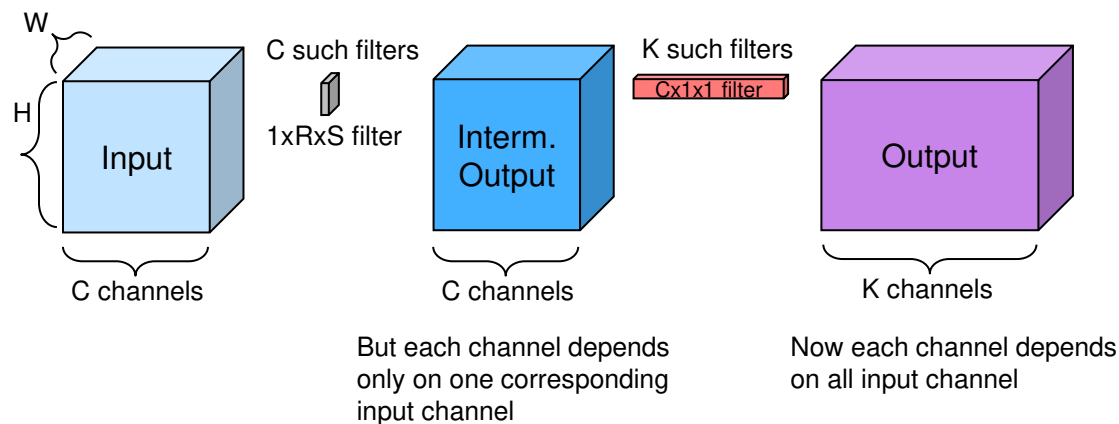 W
H
Input
C channels
C such filters
1xRxS filter
Interm.
Output
C channels
But each channel depends
only on one corresponding
input channel
K such filters
Cx1x1 filter
Output
K channels
Now each channel depends
on all input channel